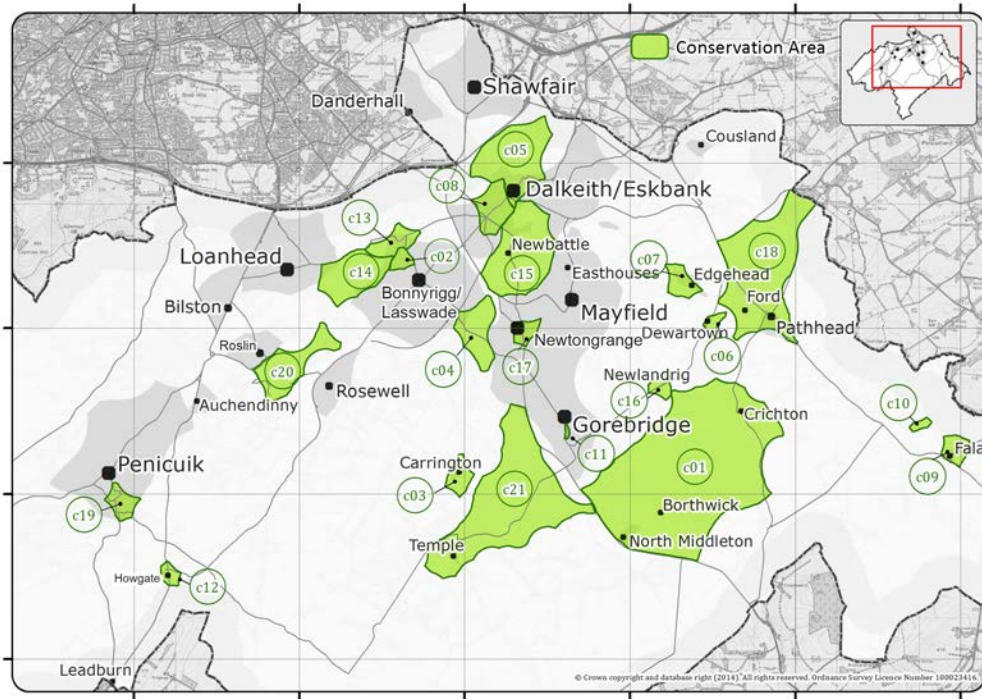 Conservation Area
Shawfair
Danderhall
Cousland
c05
c08
Dalkeith/Eskbank
c13
c02
c14
Loanhead
Newbattle
c15
Easthouses
c07
Edgehead
c18
Bonnyrigg/
Lasswade
Mayfield
Ford
Bilston
Pathhead
Dewartown
Newtongrange
c04
c17
c06
Roslin
c20
Rosewell
Newlandrig
c16
Auchendinny
Crichton
c10
Gorebridge
c11
Fala
c09
Penicuik
Carrington
c03
c21
c01
c19
Borthwick
North Middleton
Temple
Howgate
c12
Leadburn
© Crown copyright and database right (2014). All rights reserved. Ordnance Survey Licence Number 100023416.